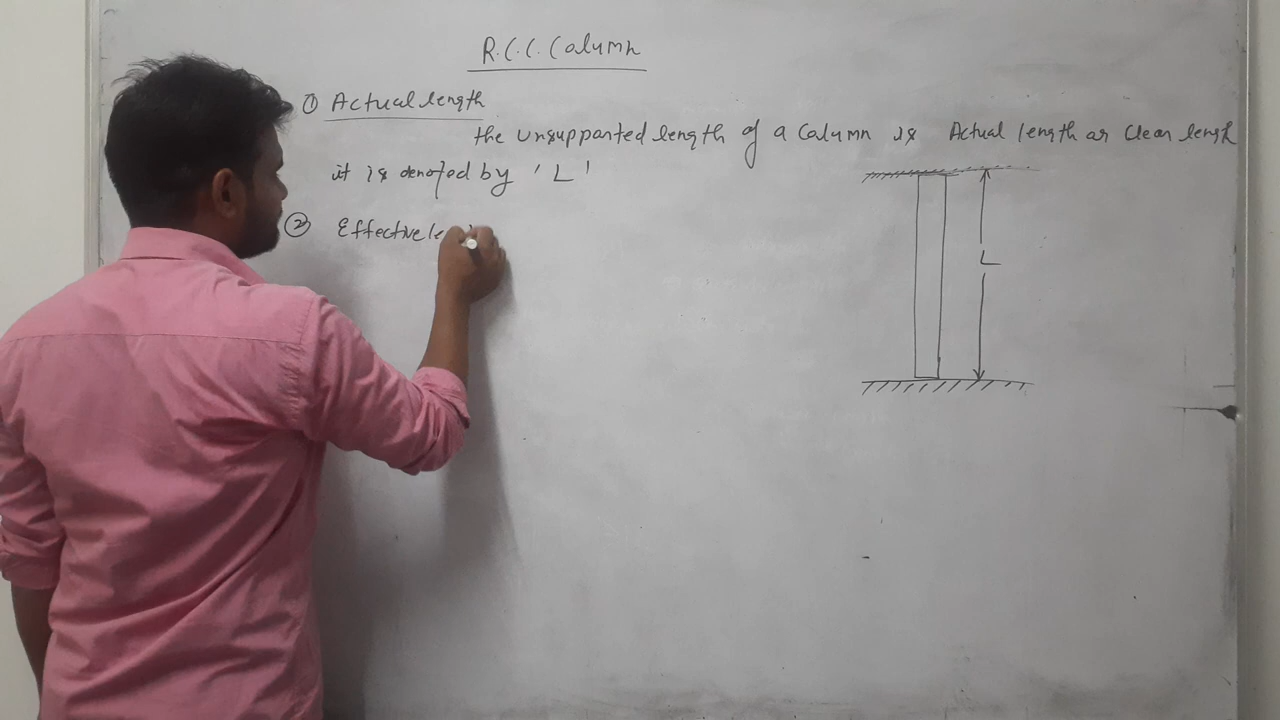 R.C.C. Column
① Actual length
the unsupported length of a column is Actual length or Clear length
it is denoted by 'L'
② Effective le
L